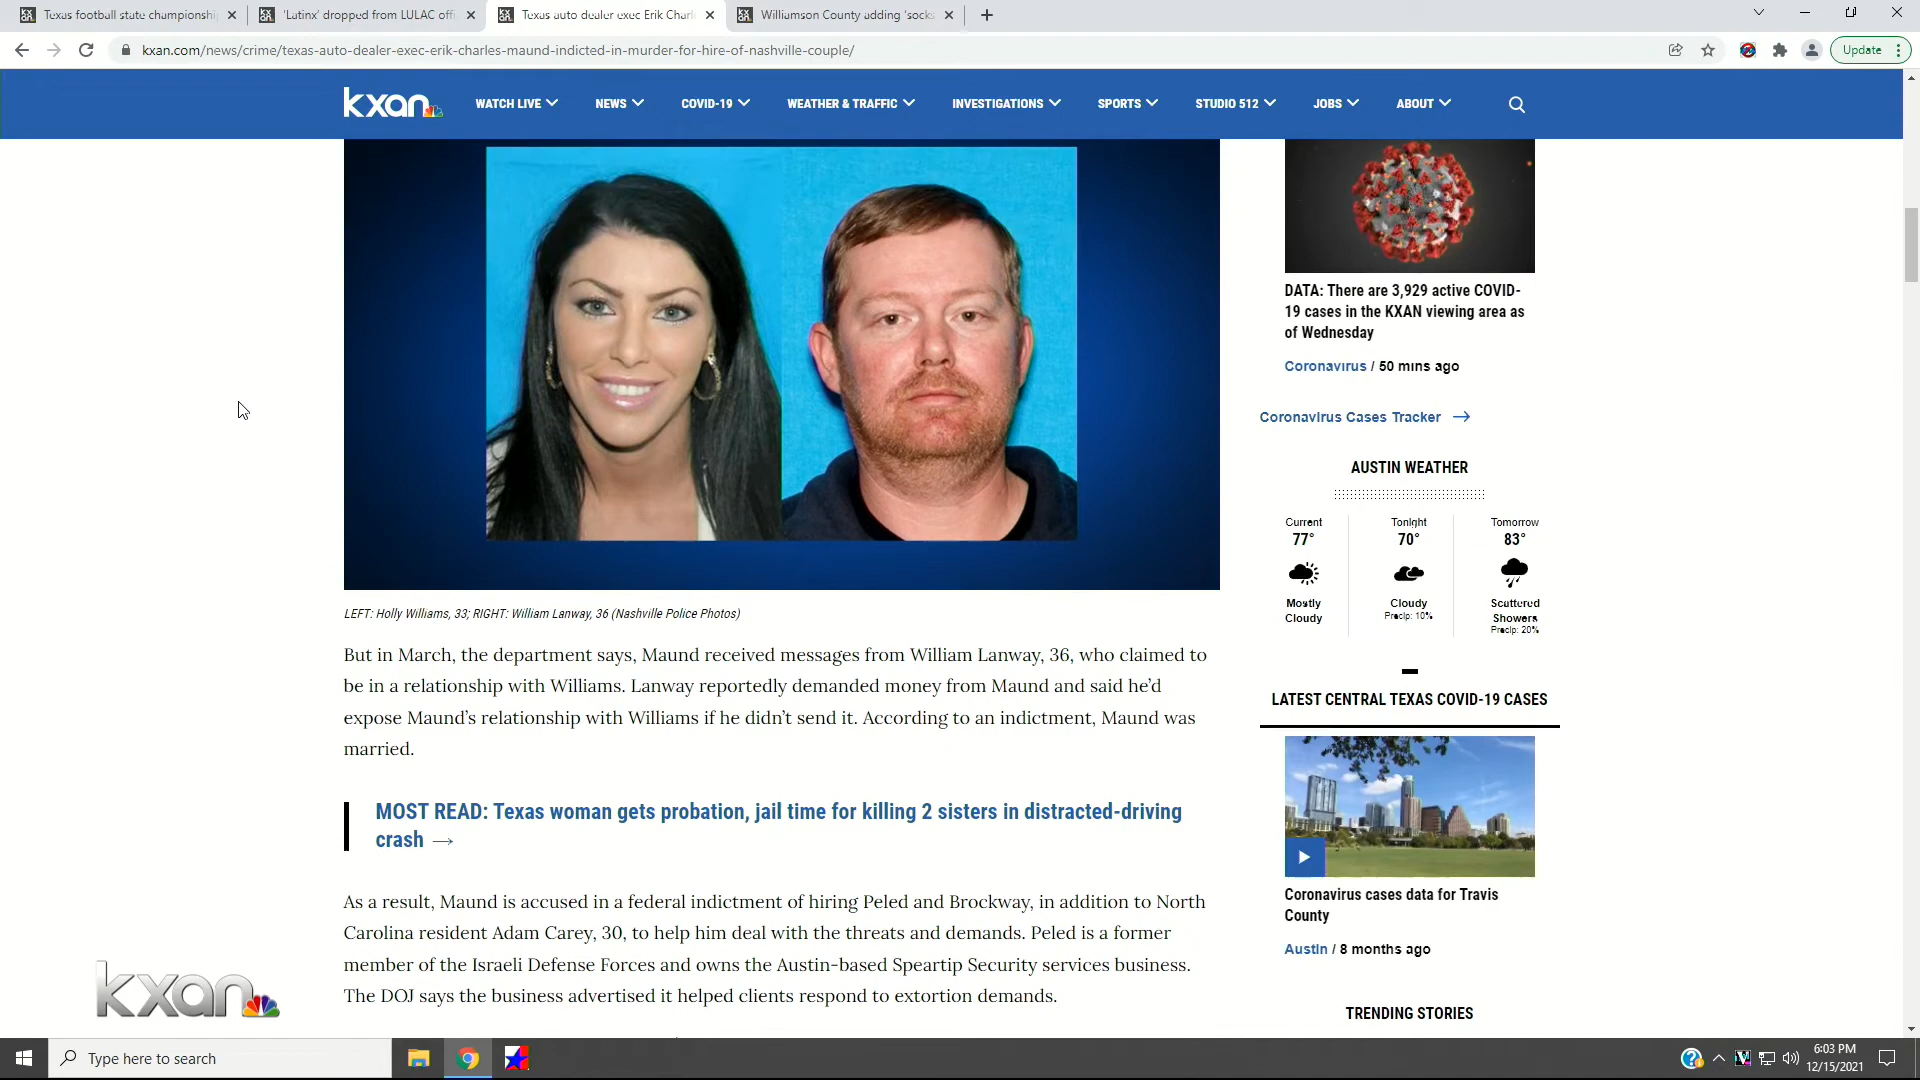 Texas football state championshi
'Latinx' dropped from LULAC offi
Texas auto dealer exec Erik Charl
Williamson County adding 'socks
kxan.com/news/crime/texas-auto-dealer-exec-erik-charles-maund-indicted-in-murder-for-hire-of-nashville-couple/
Update
kxan
WATCH LIVE
NEWS
COVID-19
WEATHER & TRAFFIC
INVESTIGATIONS
SPORTS
STUDIO 512
JOBS
ABOUT
LEFT: Holly Williams, 33; RIGHT: William Lanway, 36 (Nashville Police Photos)
But in March, the department says, Maund received messages from William Lanway, 36, who claimed to
be in a relationship with Williams. Lanway reportedly demanded money from Maund and said he’d
expose Maund’s relationship with Williams if he didn’t send it. According to an indictment, Maund was
married.
MOST READ: Texas woman gets probation, jail time for killing 2 sisters in distracted-driving
crash →
As a result, Maund is accused in a federal indictment of hiring Peled and Brockway, in addition to North
Carolina resident Adam Carey, 30, to help him deal with the threats and demands. Peled is a former
member of the Israeli Defense Forces and owns the Austin-based Speartip Security services business.
The DOJ says the business advertised it helped clients respond to extortion demands.
DATA: There are 3,929 active COVID-
19 cases in the KXAN viewing area as
of Wednesday
Coronavirus / 50 mins ago
Coronavirus Cases Tracker →
AUSTIN WEATHER
Current
77°
Mostly
Cloudy
Tonight
70°
Cloudy
Precip: 10%
Tomorrow
83°
Scattered
Showers
Precip: 20%
LATEST CENTRAL TEXAS COVID-19 CASES
Coronavirus cases data for Travis
County
Austin / 8 months ago
TRENDING STORIES
kxan
Type here to search
6:03 PM
12/15/2021